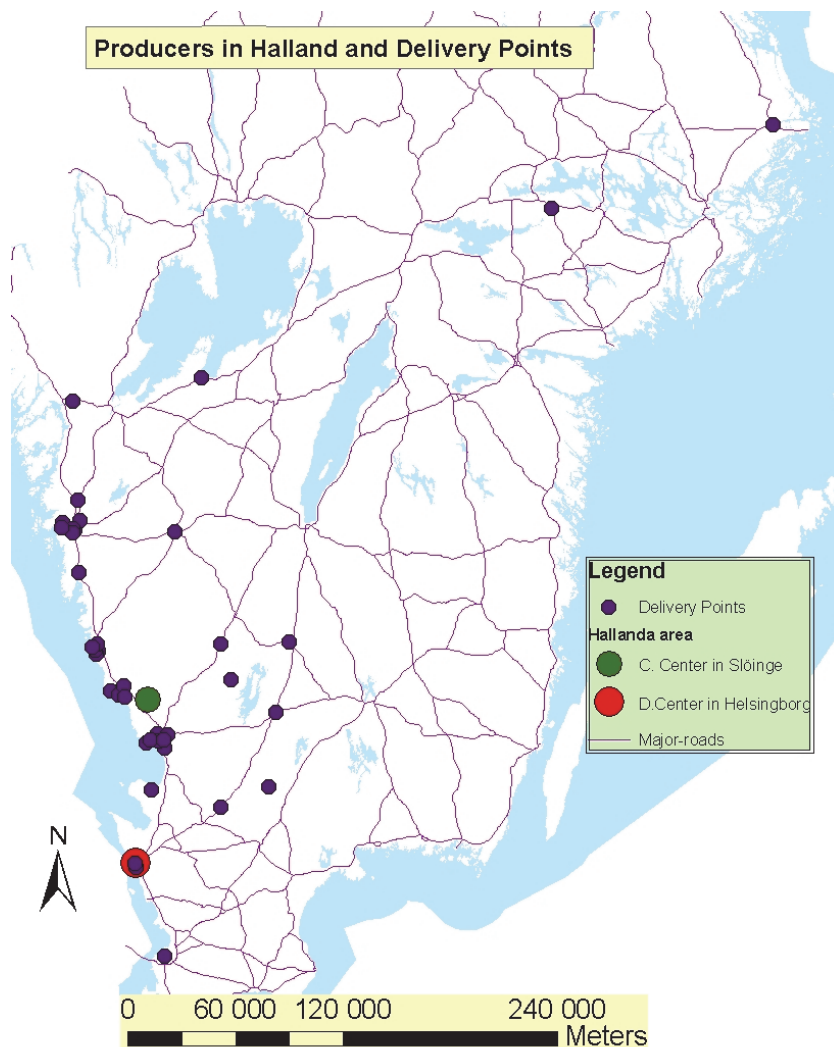 Producers in Halland and Delivery Points
Legend
Delivery Points
Hallanda area
C. Center in Slöinge
D.Center in Helsingborg
Major-roads
N
0 60 000 120 000 240 000
Meters